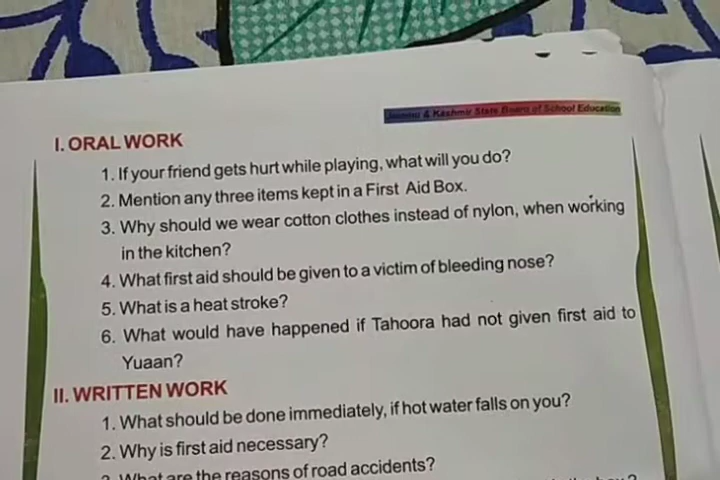 Jammu & Kashmir State Board of School Education
I. ORAL WORK
1. If your friend gets hurt while playing, what will you do?
2. Mention any three items kept in a First Aid Box.
3. Why should we wear cotton clothes instead of nylon, when working
in the kitchen?
4. What first aid should be given to a victim of bleeding nose?
5. What is a heat stroke?
6. What would have happened if Tahoora had not given first aid to
Yuaan?
II. WRITTEN WORK
1. What should be done immediately, if hot water falls on you?
2. Why is first aid necessary?
3. What are the reasons of road accidents?